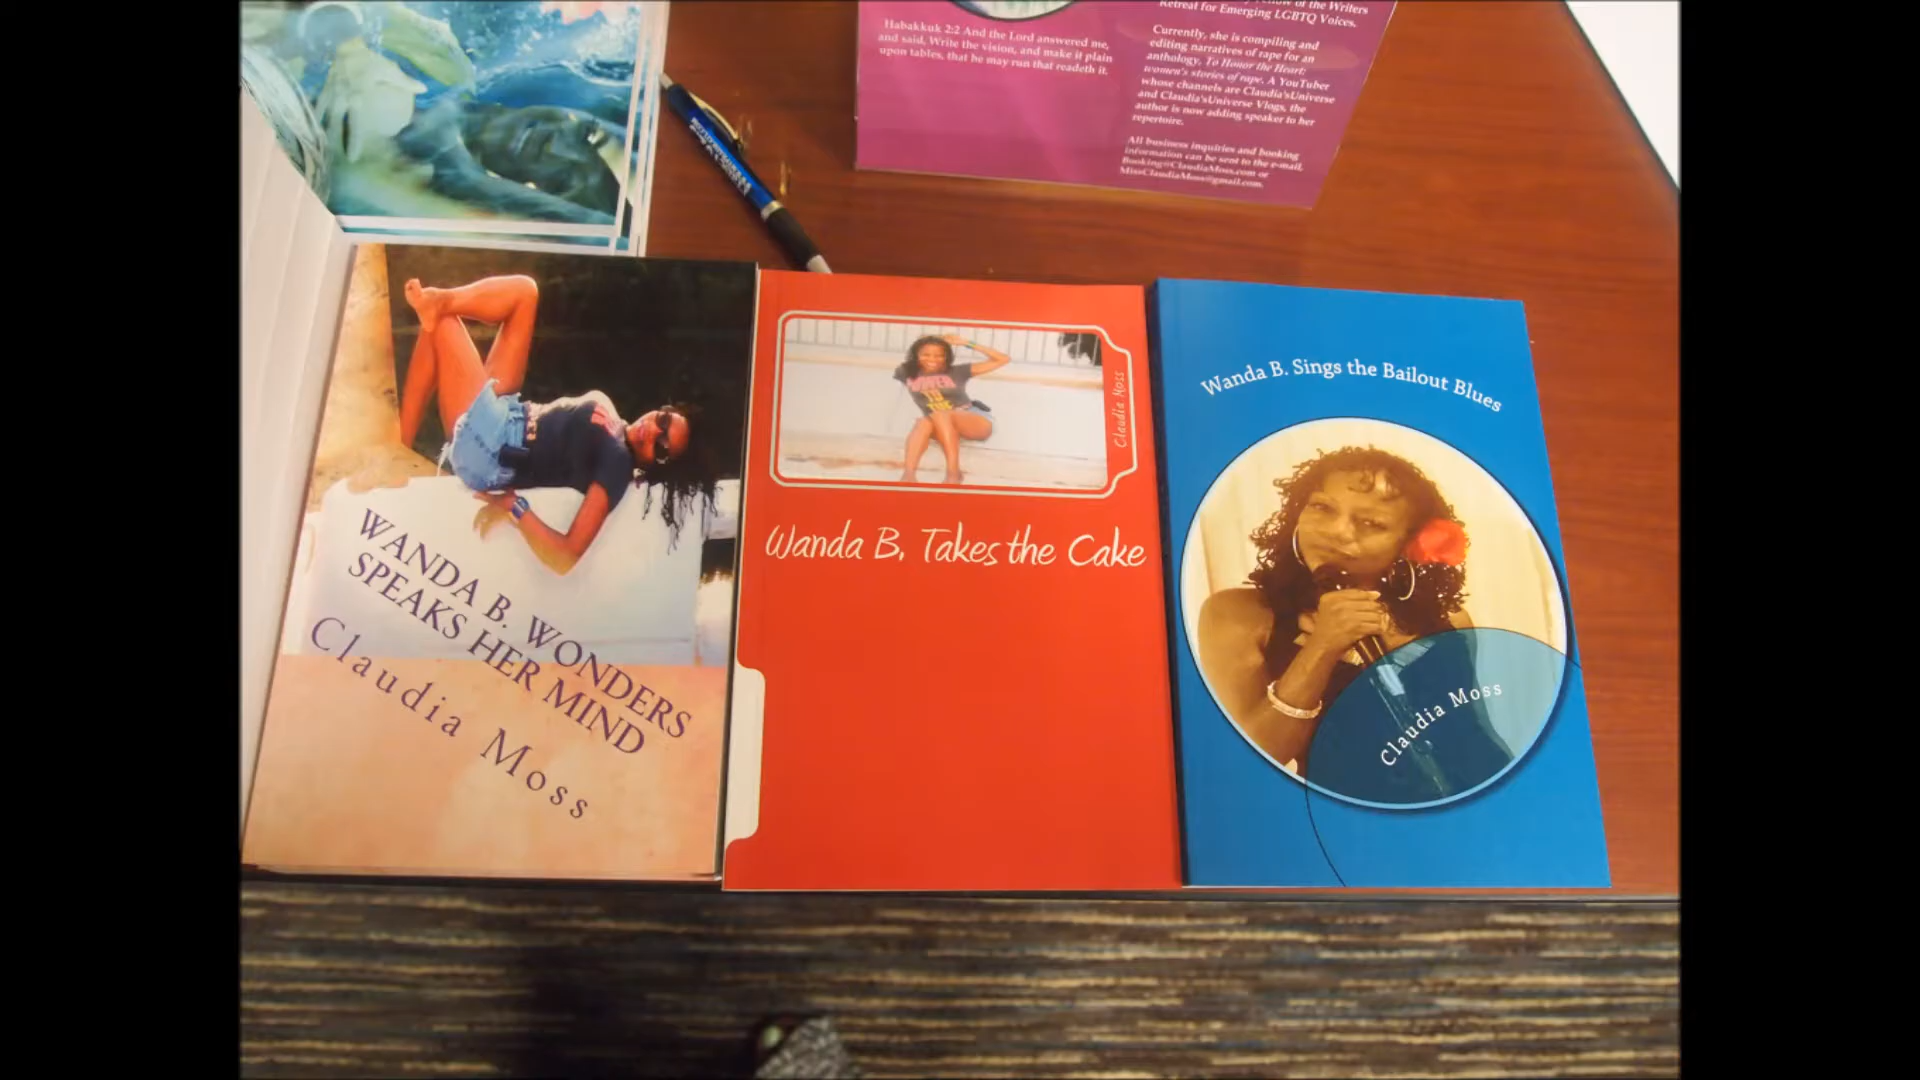 Habakkuk 2:2 And the Lord answered me,
and said, Write the vision, and make it plain
upon tables, that he may run that readeth it.
of the Writers
Retreat for Emerging LGBTQ Voices.
Currently, she is compiling and
editing narratives of rape for an
anthology, To Honor the Heart:
women's stories of rape. A YouTuber
whose channels are Claudia'sUniverse
and Claudia'sUniverse Vlogs, the
author is now adding speaker to her
repertoire.
All business inquiries and booking
information can be sent to the e-mail,
Booking@ClaudiaMoss.com or
MissClaudiaMoss@gmail.com.
WANDA B. WONDERS
SPEAKS HER MIND
Claudia Moss
Claudia Moss
Wanda B. Takes the Cake
Wanda B. Sings the Bailout Blues
Claudia Moss